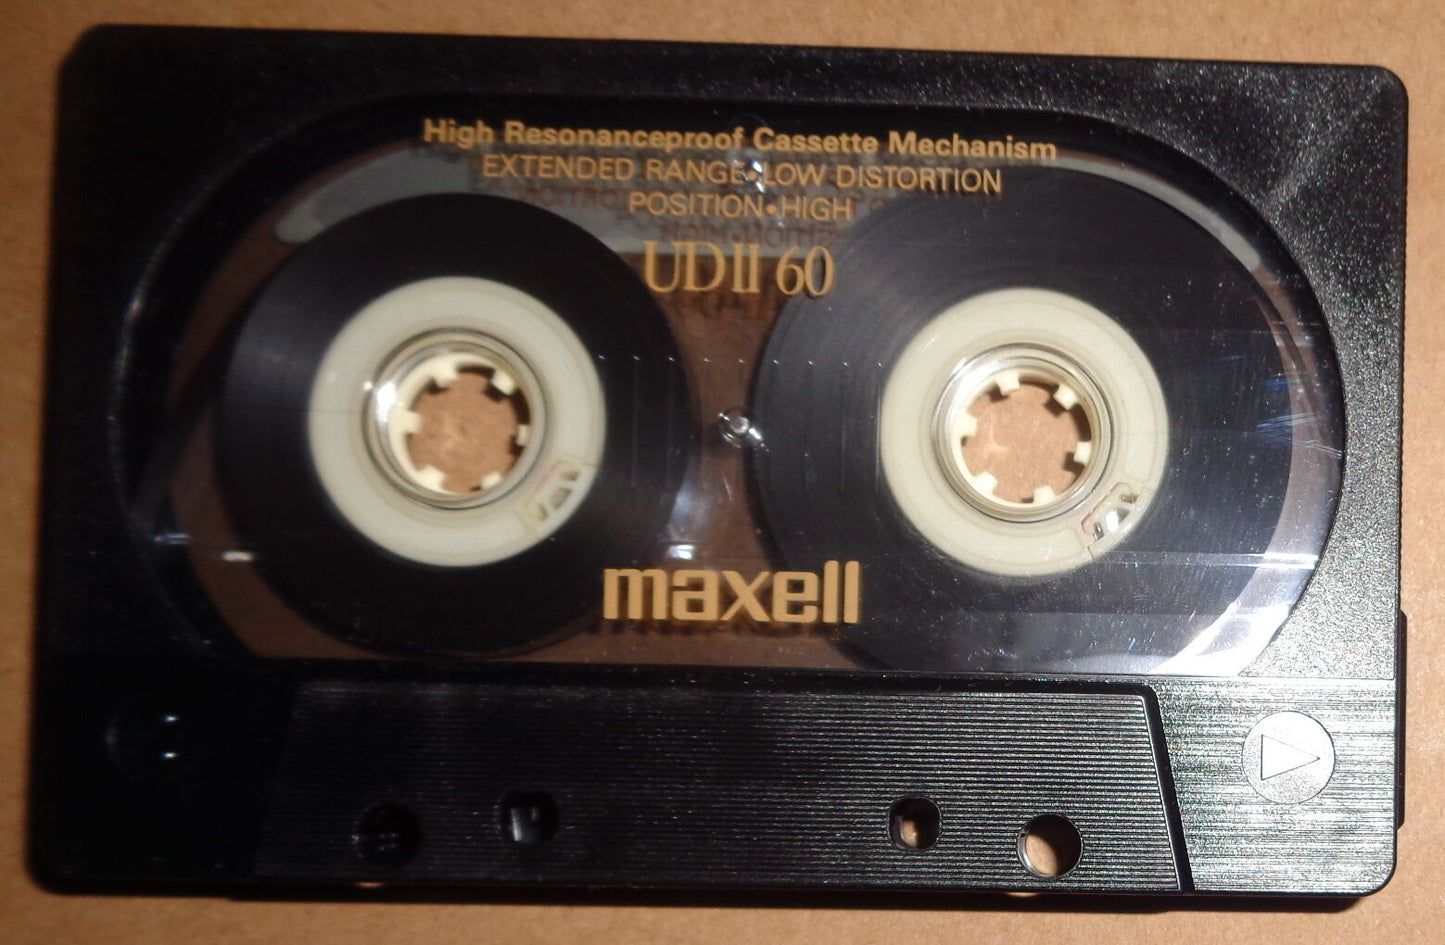 High Resonanceproof Cassette Mechanism
EXTENDED RANGE•LOW DISTORTION
POSITION•HIGH
UDII 60
maxell